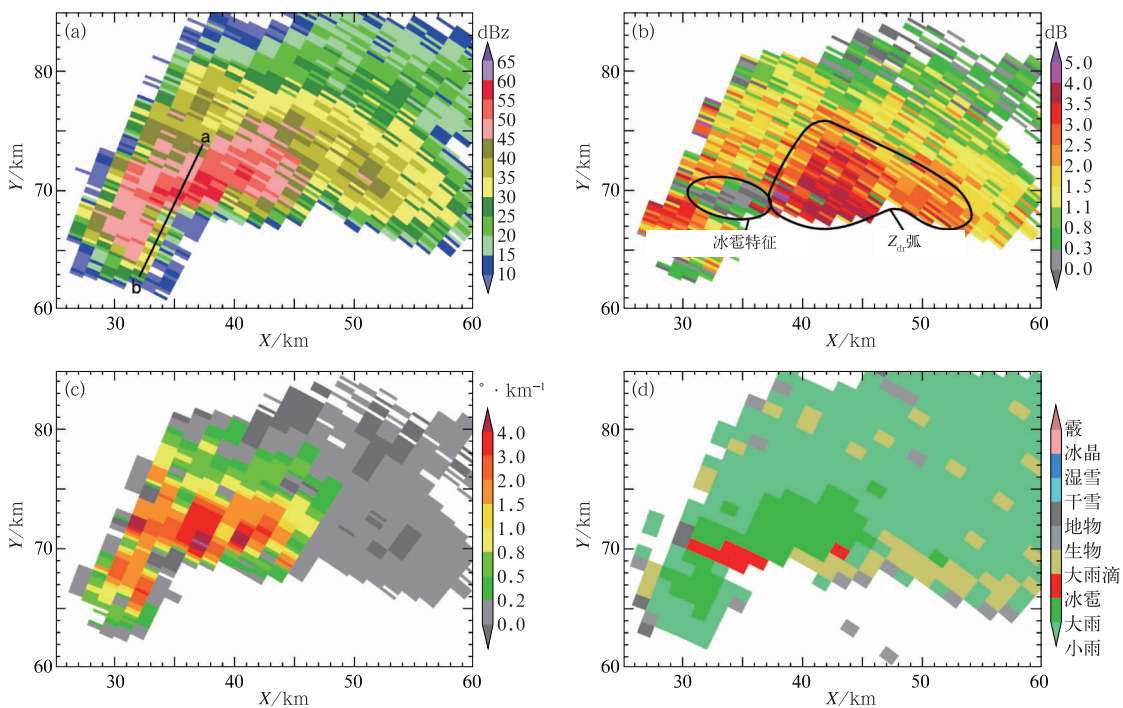 (a)
dBz
65
60
55
50
45
40
35
30
25
20
15
10
a
b
80
70
60
Y/km
30
40
50
60
X/km
(b)
dB
5.0
4.0
3.5
3.0
2.5
2.0
1.5
1.1
0.8
0.3
0.0
冰雹特征
Zdr弧
80
70
60
Y/km
30
40
50
60
X/km
(c)
° · km⁻¹
4.0
3.0
2.0
1.5
1.0
0.8
0.5
0.2
0.0
80
70
60
Y/km
30
40
50
60
X/km
(d)
霰
冰晶
湿雪
干雪
地物
生物
大雨滴
冰雹
大雨
小雨
80
70
60
Y/km
30
40
50
60
X/km